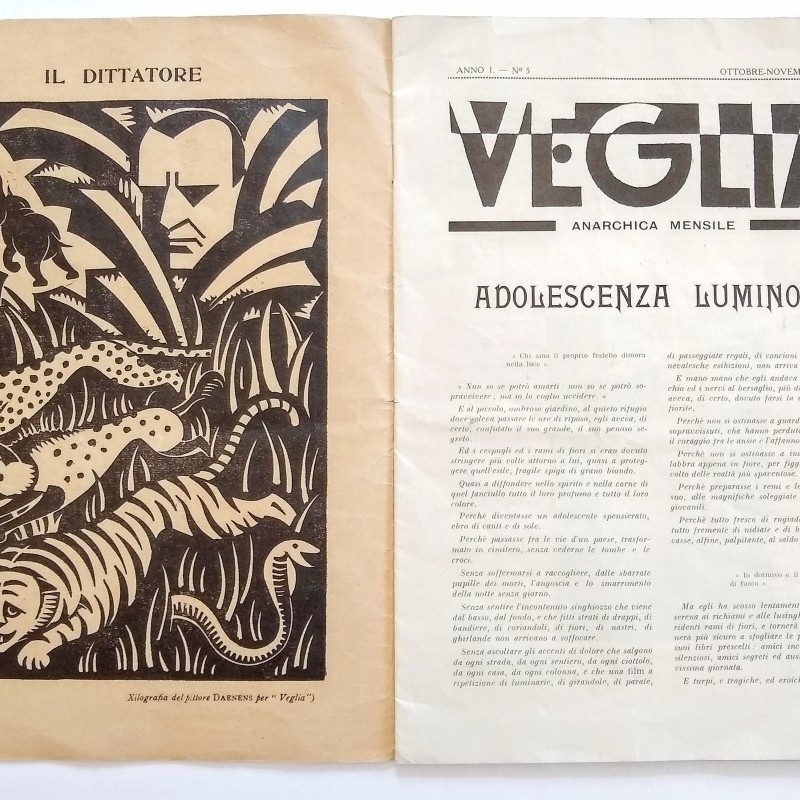 IL DITTATORE
Xilografia del pittore DAENENS per “ Veglia”)
ANNO 1. — Nº 5
OTTOBRE-NOVEM
VEGLIA
ANARCHICA MENSILE
ADOLESCENZA LUMINO
« Chi ama il proprio fratello dimora
nella luce ».
« Non so se potrò amarti: non so se potrò so-
pravvivere, ma io lo voglio uccidere. »
E al piccolo, ombroso giardino, al quieto rifugio
dove soleva passare le ore di riposo, egli aveva, di
certo, confidato il suo grande, il suo penoso se-
greto.
Ed i cespugli ed i rami di fiori si eran dovuto
stringere più volte attorno a lui, quasi a proteg-
gere quell'esile, fragile spiga di grano biondo.
Quasi a diffondere nello spirito e nella carne di
quel fanciullo tutto il loro profumo e tutto il loro
colore.
Perchè diventasse un adolescente spensierato,
ebro di canti e di sole.
Perchè passasse fra le vie d'un paese, trasfor-
mato in cimitero, senza vederne le tombe e le
croci.
Senza soffermarsi a raccogliere, dalle sbarrate
pupille dei morti, l'angoscia e lo smarrimento
della notte senza giorno.
Senza sentire l'incontenuto singhiozzo che viene
dal basso, dal fondo, e che fitti strati di drappi, di
bandiere, di coriandoli, di fiori, di nastri, di
ghirlande non arrivano a soffocare.
Senza ascoltare gli accenti di dolore che salgono
da ogni strada, da ogni sentiero, da ogni ciottolo,
da ogni casa, da ogni colonna, e che una film a
ripetizione di luminarie, di girandole, di parate,
di passeggiate regali, di concioni
nevalesche esibizioni, non arriva
E mano mano che egli andava
chio ed i nervi al bersaglio, più d
aveva, di certo, dovuto farsi la
fiorite.
Perchè non si ostinasse a guard
sopravvissuti, che hanno perdut
il coraggio fra le ansie e l'affanno
Perchè non si ostinasse a in
labbra appena in fiore, per figg
volto delle realtà più spaventose.
Perchè preparasse i remi e le
suo, alle magnifiche soleggiate
giovanili.
Perchè tutto fresco di rugiad
tutto fremente di nidiate e di b
casse, alfine, palpitante, al saldo
« Io dormivo e il
di fuoco »
Ma egli ha scosso lentament
serena ai richiami e alle lusingh
ridenti rami di fiori, e tornerà
nerà più sicuro a sfogliare la p
suoi libri prescelti: amici inc
silenziosi, amici segreti ed aus
vissima giornata.
E turpi, e tragiche, ed eroich